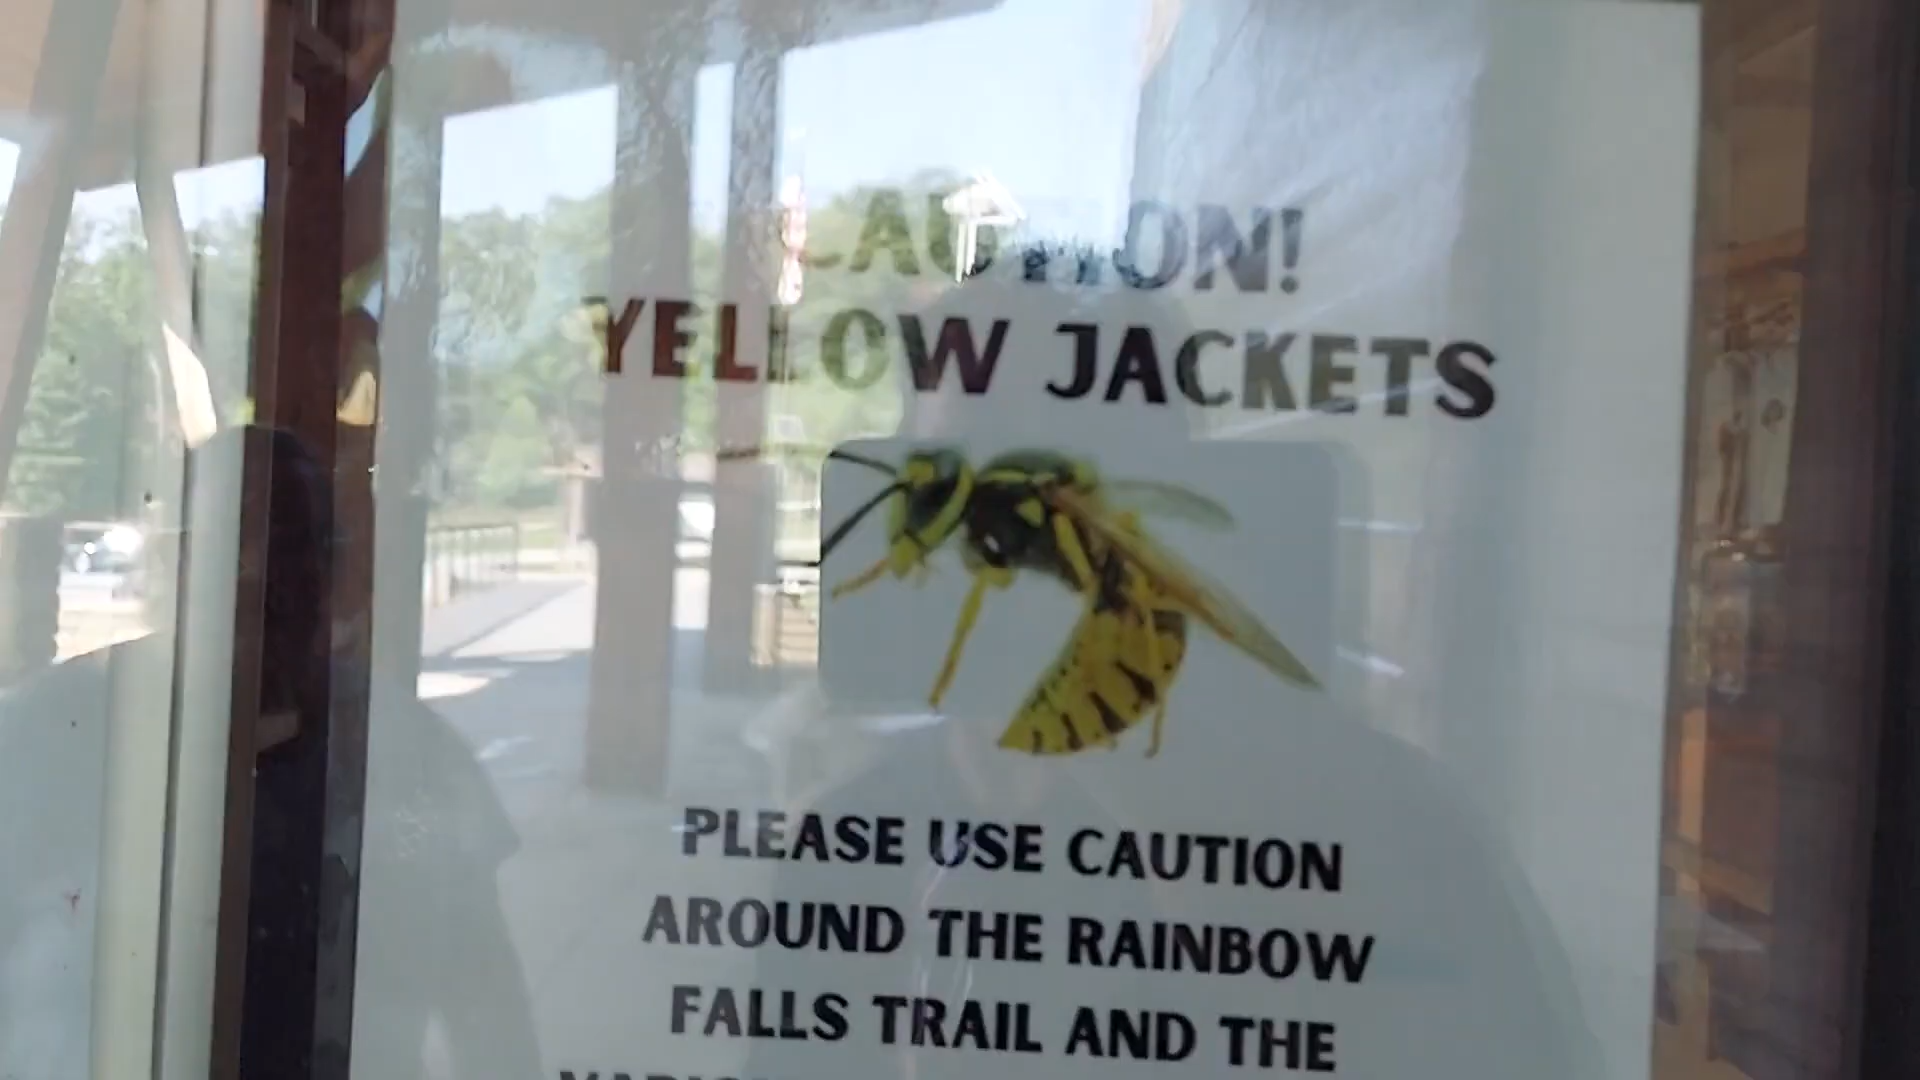 CAUTION!
YELLOW JACKETS
PLEASE USE CAUTION
AROUND THE RAINBOW
FALLS TRAIL AND THE